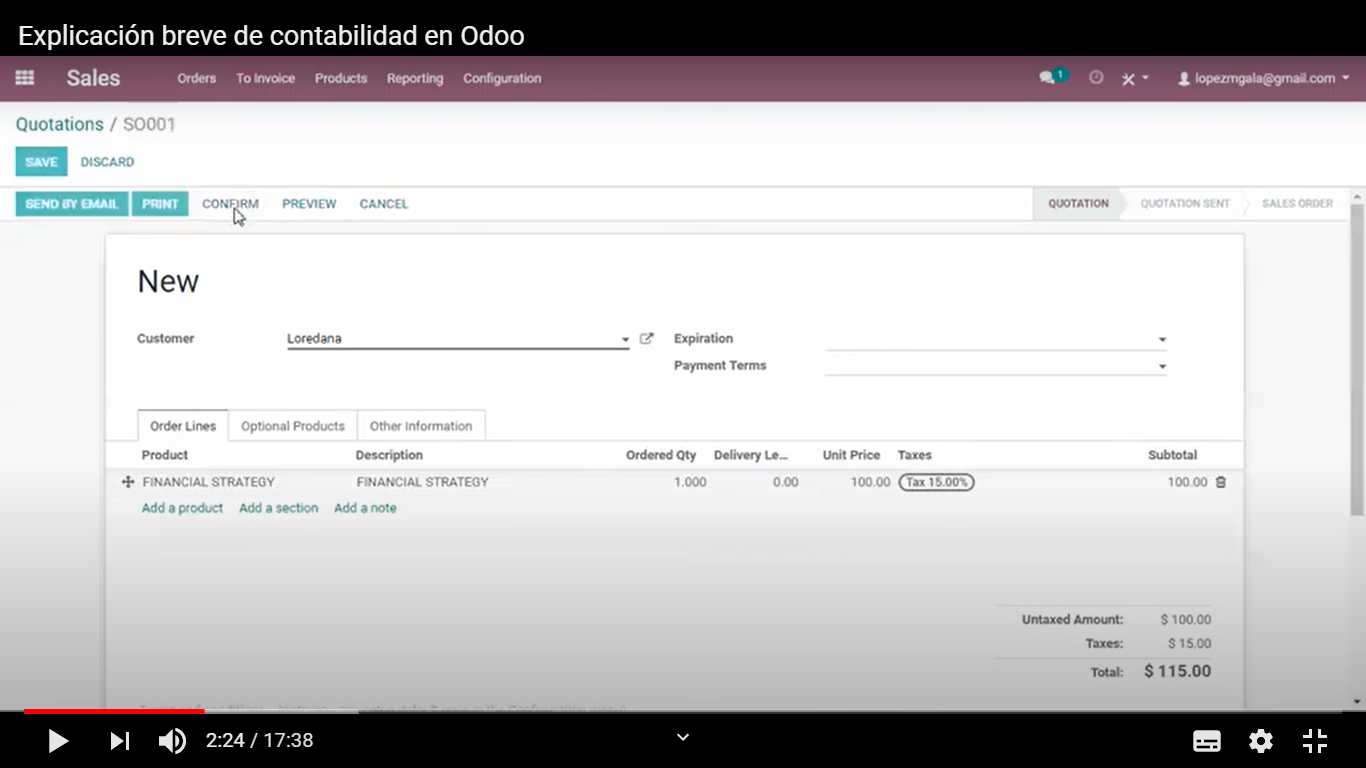 Explicación breve de contabilidad en Odoo
Sales Orders To Invoice Products Reporting Configuration 1 lopezmgala@gmail.com
Quotations / SO001
SAVE DISCARD
SEND BY EMAIL PRINT CONFIRM PREVIEW CANCEL QUOTATION QUOTATION SENT SALES ORDER
New
Customer Loredana Expiration
Payment Terms
Order Lines Optional Products Other Information
Product Description Ordered Qty Delivery Le... Unit Price Taxes Subtotal
FINANCIAL STRATEGY FINANCIAL STRATEGY 1.000 0.00 100.00 Tax 15.00% 100.00
Add a product Add a section Add a note
Untaxed Amount: $ 100.00
Taxes: $ 15.00
Total: $ 115.00
2:24 / 17:38